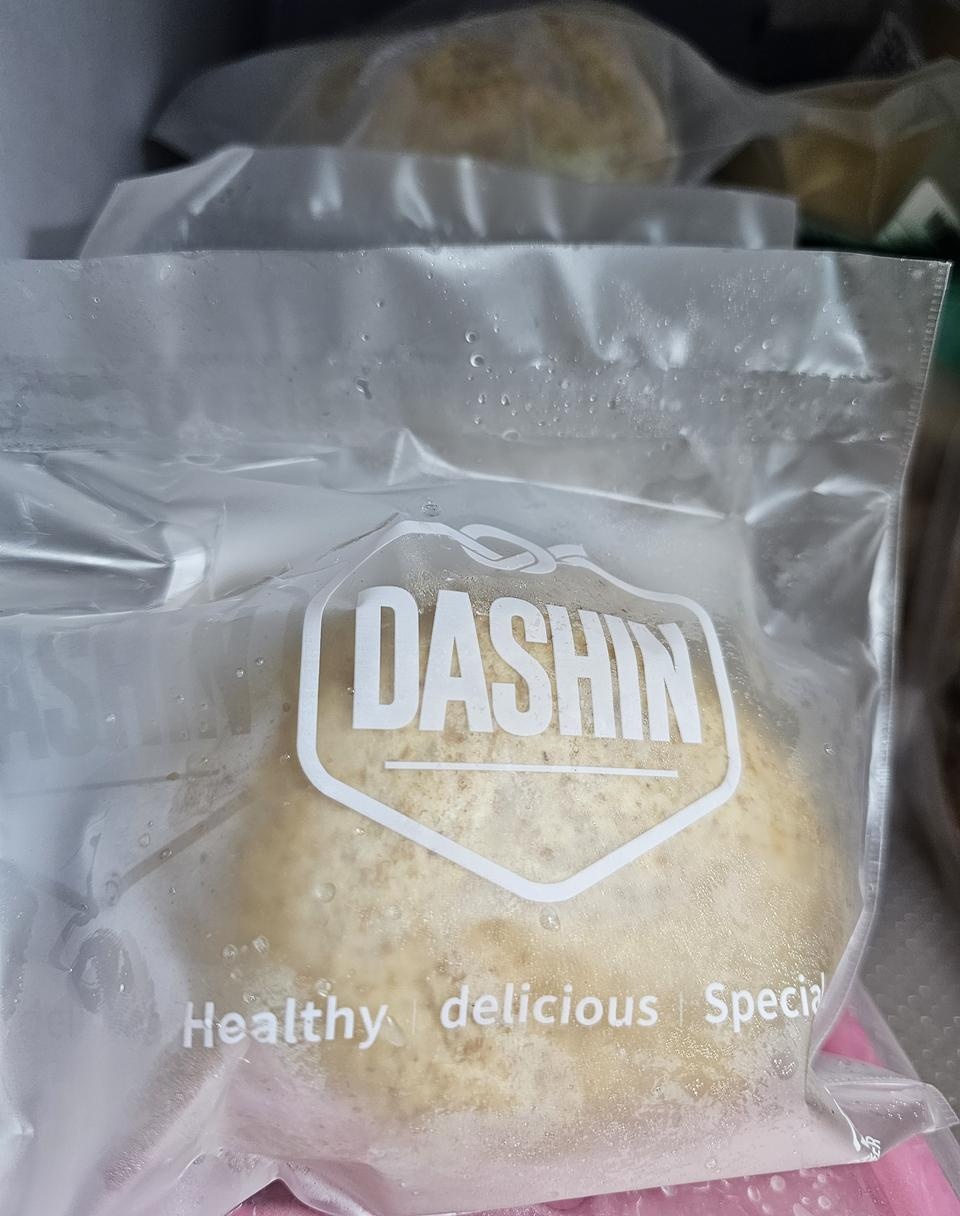 DASHIN
Healthy | delicious | Special